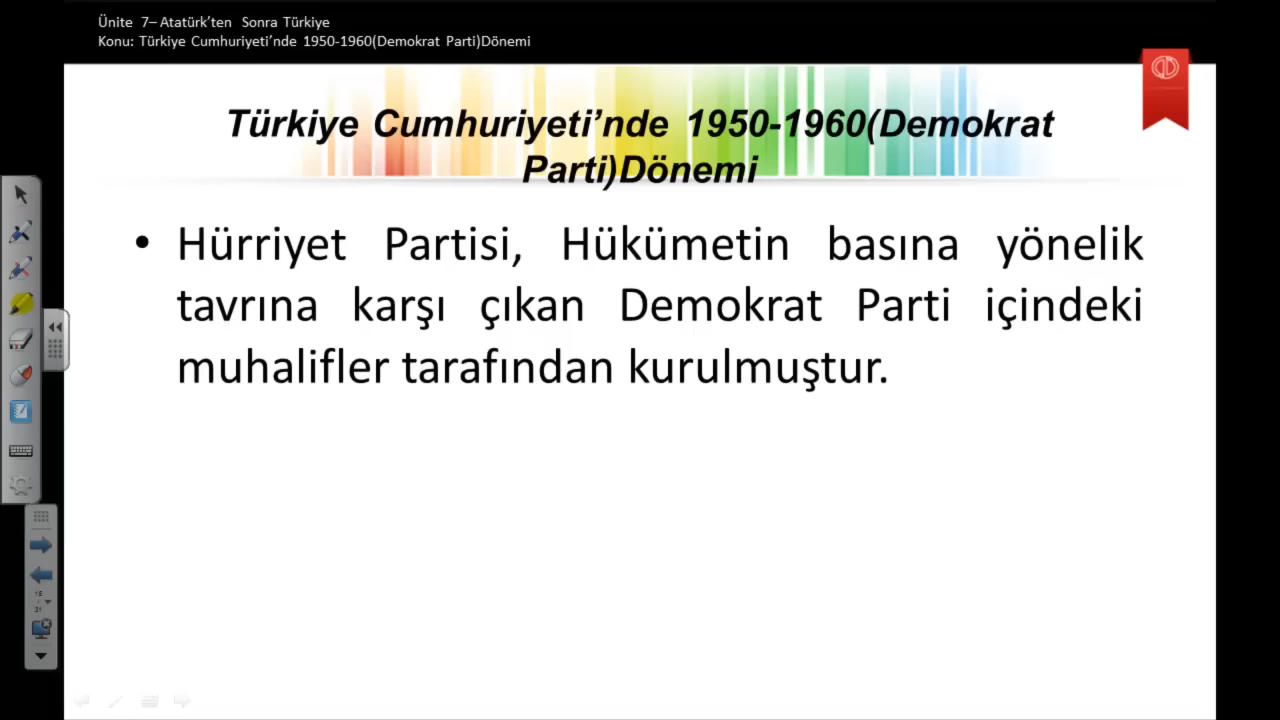 Ünite 7– Atatürk’ten Sonra Türkiye
Konu: Türkiye Cumhuriyeti’nde 1950-1960(Demokrat Parti)Dönemi
Türkiye Cumhuriyeti’nde 1950-1960(Demokrat
Parti)Dönemi
• Hürriyet Partisi, Hükümetin basına yönelik
tavrına karşı çıkan Demokrat Parti içindeki
muhalifler tarafından kurulmuştur.